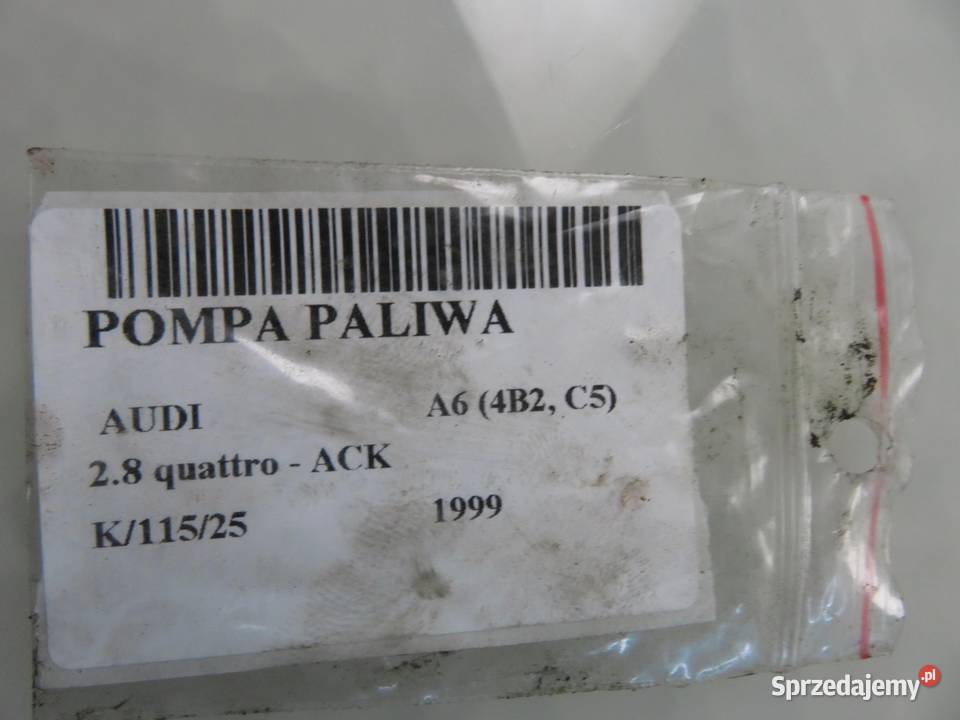 POMPA PALIWA
AUDI A6 (4B2, C5)
2.8 quattro - ACK
K/115/25 1999
Sprzedajemy.pl